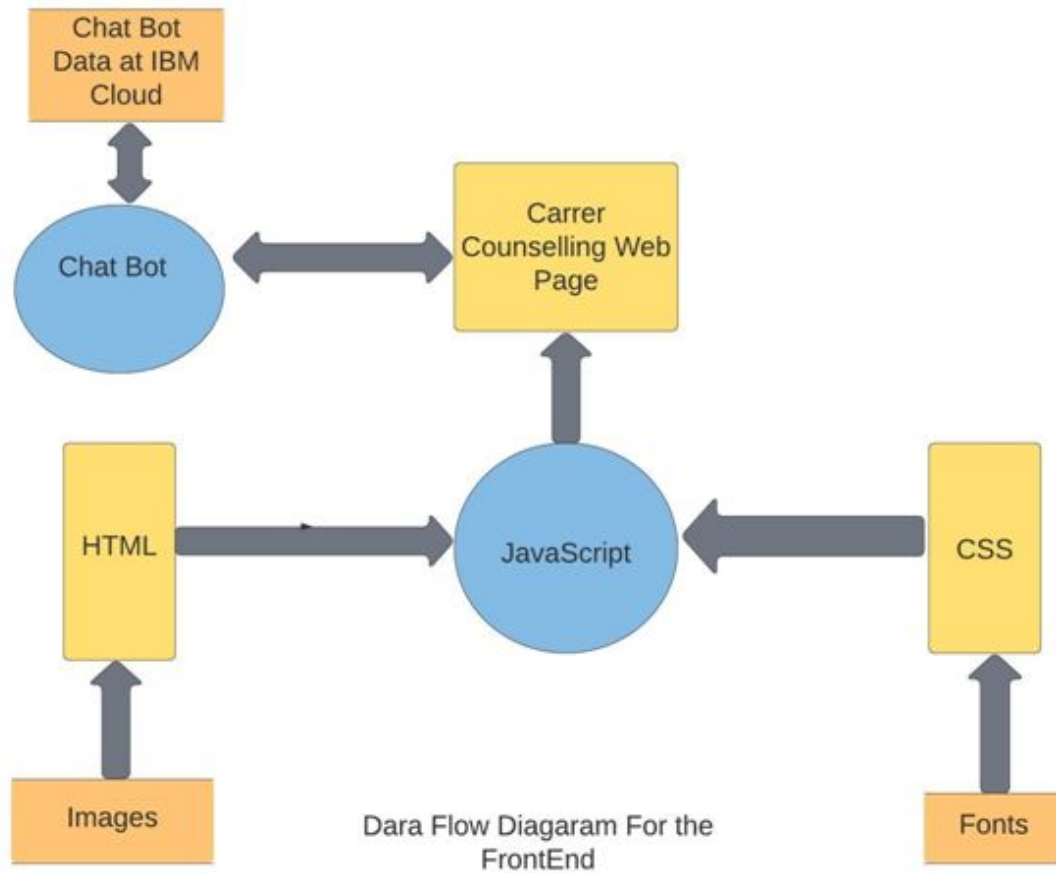 Chat Bot
Data at IBM
Cloud
Chat Bot
Carrer
Counselling Web
Page
HTML
JavaScript
CSS
Images
Fonts
Dara Flow Diagaram For the
FrontEnd